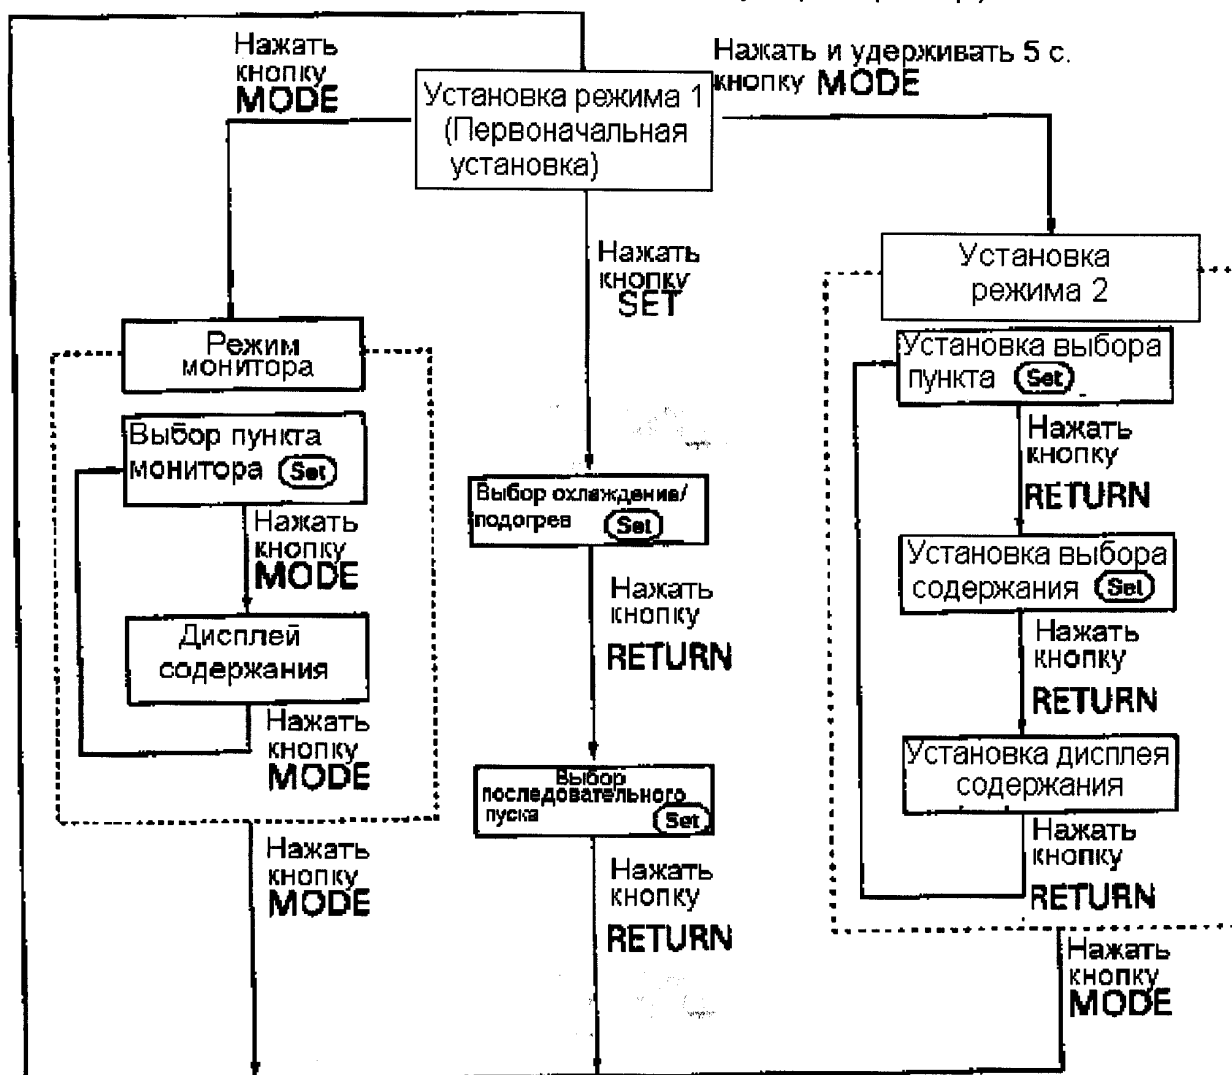 Нажать
кнопку
MODE
Нажать и удерживать 5 с.
кнопку MODE
Установка режима 1
(Первоначальная
установка)
Нажать
кнопку
SET
Установка
режима 2
Режим
монитора
Выбор пункта
монитора Set
Нажать
кнопку
MODE
Дисплей
содержания
Нажать
кнопку
MODE
Нажать
кнопку
MODE
Выбор охлаждение/
подогрев Set
Нажать
кнопку
RETURN
Выбор
последовательного
пуска Set
Нажать
кнопку
RETURN
Установка выбора
пункта Set
Нажать
кнопку
RETURN
Установка выбора
содержания Set
Нажать
кнопку
RETURN
Установка дисплея
содержания
Нажать
кнопку
RETURN
Нажать
кнопку
MODE